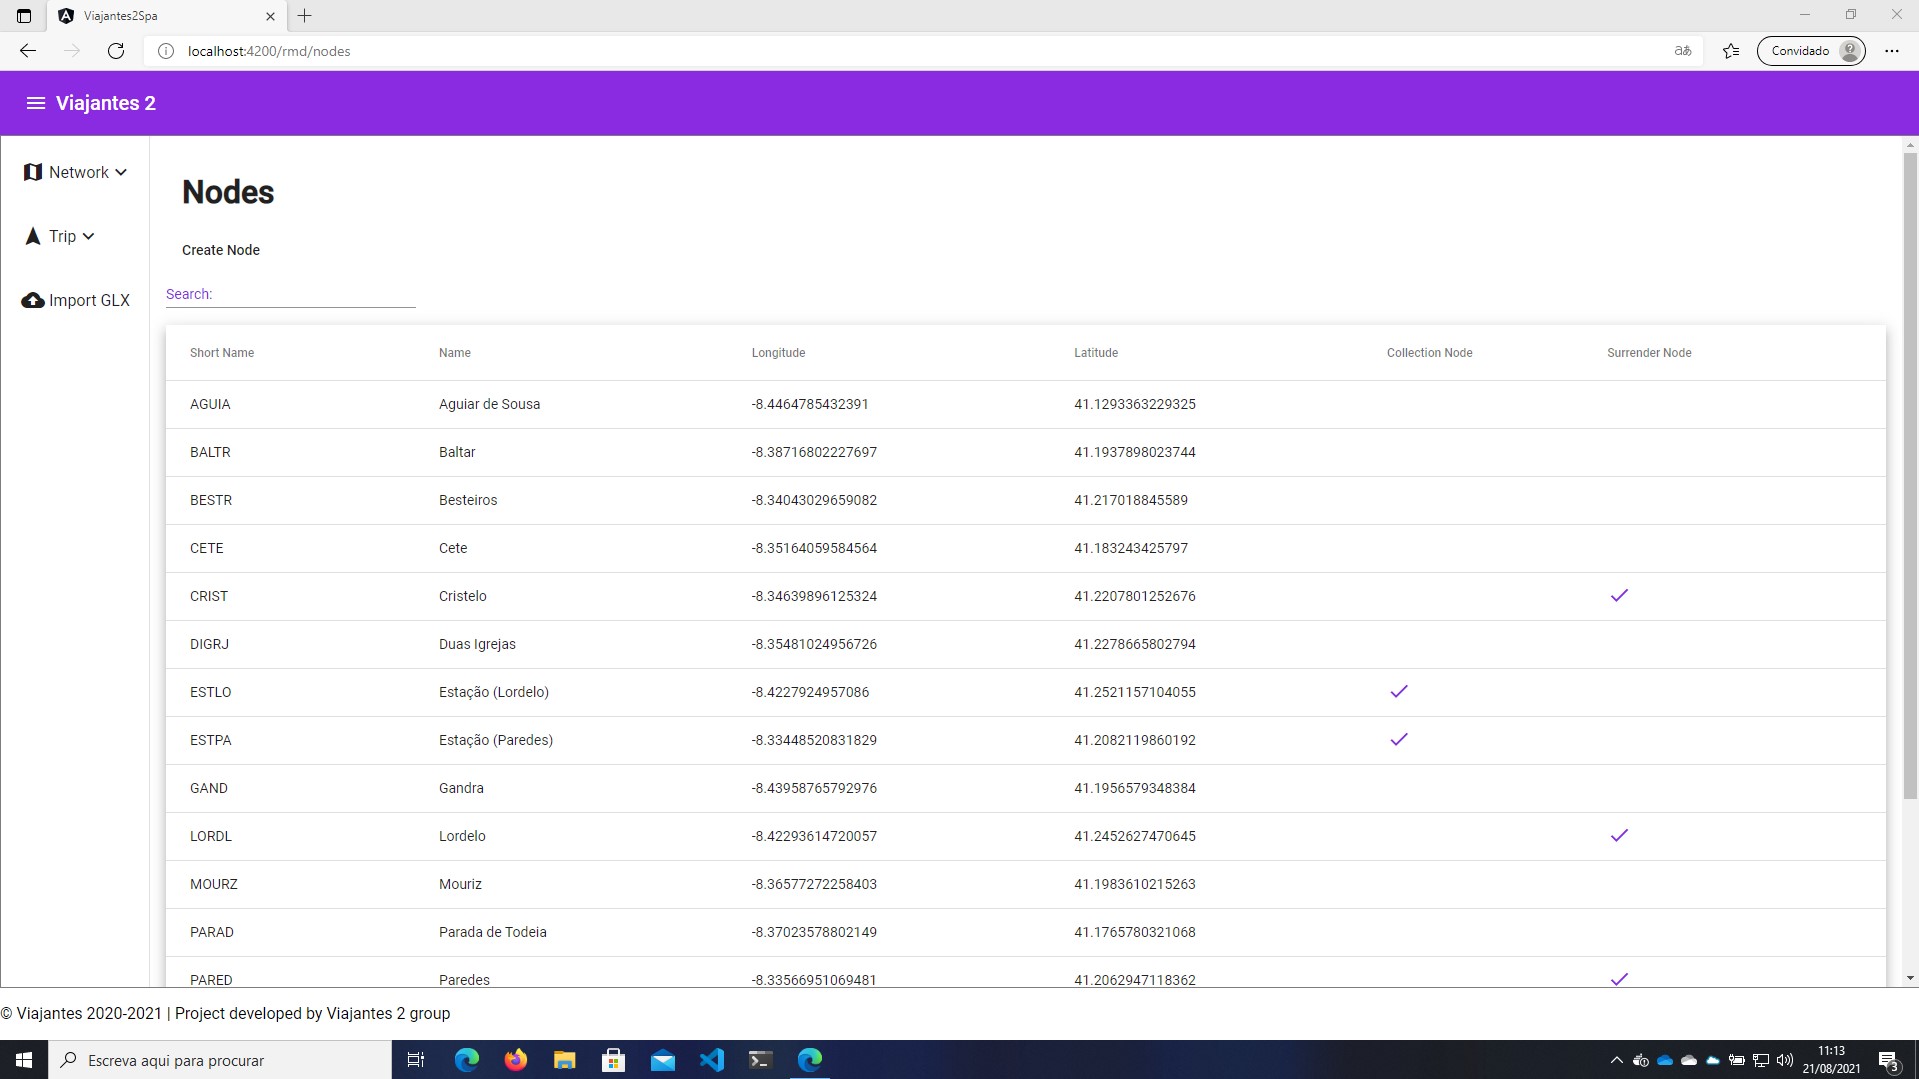 Viajantes2Spa
localhost:4200/rmd/nodes
aあ
Convidado
Viajantes 2
Network
Trip
Import GLX
Nodes
Create Node
Search:
Short Name Name Longitude Latitude Collection Node Surrender Node
AGUIA Aguiar de Sousa -8.4464785432391 41.1293363229325
BALTR Baltar -8.38716802227697 41.1937898023744
BESTR Besteiros -8.34043029659082 41.217018845589
CETE Cete -8.35164059584564 41.183243425797
CRIST Cristelo -8.34639896125324 41.2207801252676
DIGRJ Duas Igrejas -8.35481024956726 41.2278665802794
ESTLO Estação (Lordelo) -8.4227924957086 41.2521157104055
ESTPA Estação (Paredes) -8.33448520831829 41.2082119860192
GAND Gandra -8.43958765792976 41.1956579348384
LORDL Lordelo -8.42293614720057 41.2452627470645
MOURZ Mouriz -8.36577272258403 41.1983610215263
PARAD Parada de Todeia -8.37023578802149 41.1765780321068
PARED Paredes -8.33566951069481 41.2062947118362
© Viajantes 2020-2021 | Project developed by Viajantes 2 group
Escreva aqui para procurar
11:13
21/08/2021
3